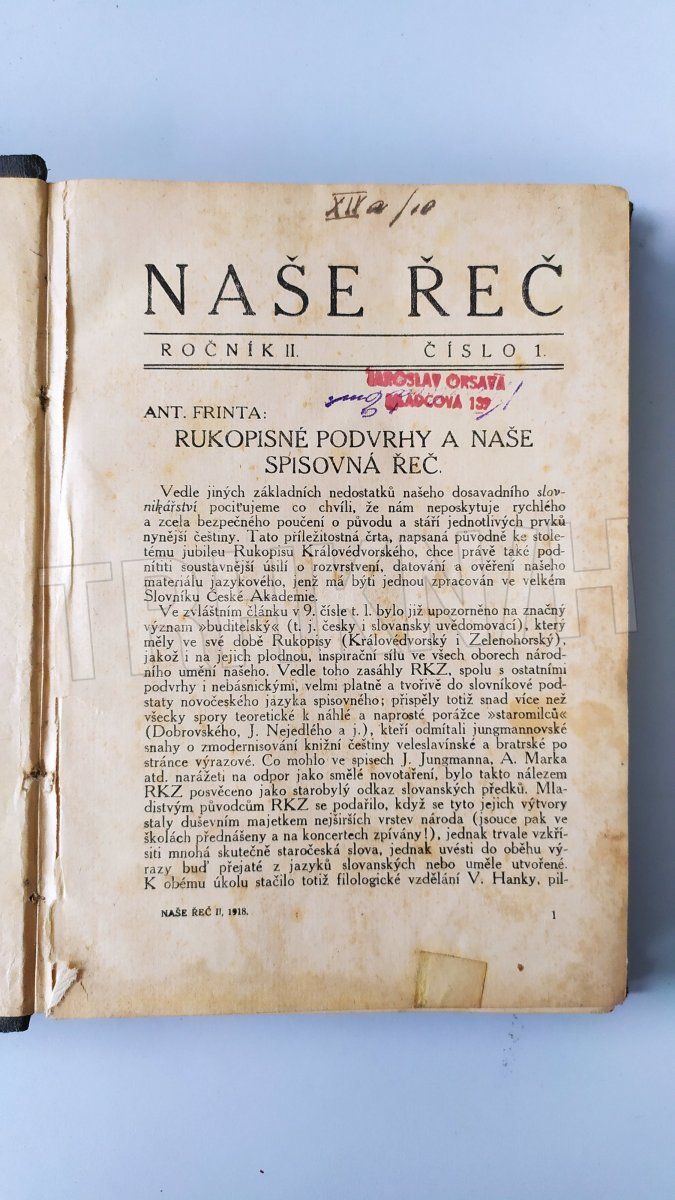 XIX a/10
NAŠE ŘEČ
ROČNÍK II. ČÍSLO 1.
JAROSLAV ORSAVA
139
ANT. FRINTA:
RUKOPISNÉ PODVRHY A NAŠE
SPISOVNÁ ŘEČ.
Vedle jiných základních nedostatků našeho dosavadního slov-
nikářství pociťujeme co chvíli, že nám neposkytuje rychlého
a zcela bezpečného poučení o původu a stáří jednotlivých prvků
nynější češtiny. Tato příležitostná črta, napsaná původně ke stole-
tému jubileu Rukopisu Královédvorského, chce právě také pod-
nítiti soustavnější úsilí o rozvrstvení, datování a ověření našeho
materiálu jazykového, jenž má býti jednou zpracován ve velkém
Slovníku České Akademie.
Ve zvláštním článku v 9. čísle t. l. bylo již upozorněno na značný
význam »buditelský« (t. j. česky i slovansky uvědomovací), který
měly ve své době Rukopisy (Královédvorský i Zelenohorský),
jakož i na jejich plodnou, inspirační sílu ve všech oborech národ-
ního umění našeho. Vedle toho zasáhly RKZ, spolu s ostatními
podvrhy i nebásnickými, velmi platně a tvořivě do slovníkové pod-
staty novočeského jazyka spisovného; přispěly totiž snad více než
všecky spory teoretické k náhlé a naprosté porážce »staromilců«
(Dobrovského, J. Nejedlého a j.), kteří odmítali jungmannovské
snahy o zmodernisování knižní češtiny veleslavínské a bratrské po
stránce výrazové. Co mohlo ve spisech J. Jungmanna, A. Marka
atd. narážeti na odpor jako smělé novotaření, bylo takto nálezem
RKZ posvěceno jako starobylý odkaz slovanských předků. Mla-
distvým původcům RKZ se podařilo, když se tyto jejich výtvory
staly duševním majetkem nejširších vrstev národa (jsouce pak ve
školách přednášeny a na koncertech zpívány!), jednak trvale vzkří-
siti mnohá skutečně staročeská slova, jednak uvésti do oběhu vý-
razy buď přejaté z jazyků slovanských nebo uměle utvořené.
K obému úkolu stačilo totiž filologické vzdělání V. Hanky, pil-
NAŠE ŘEČ II, 1918. 1